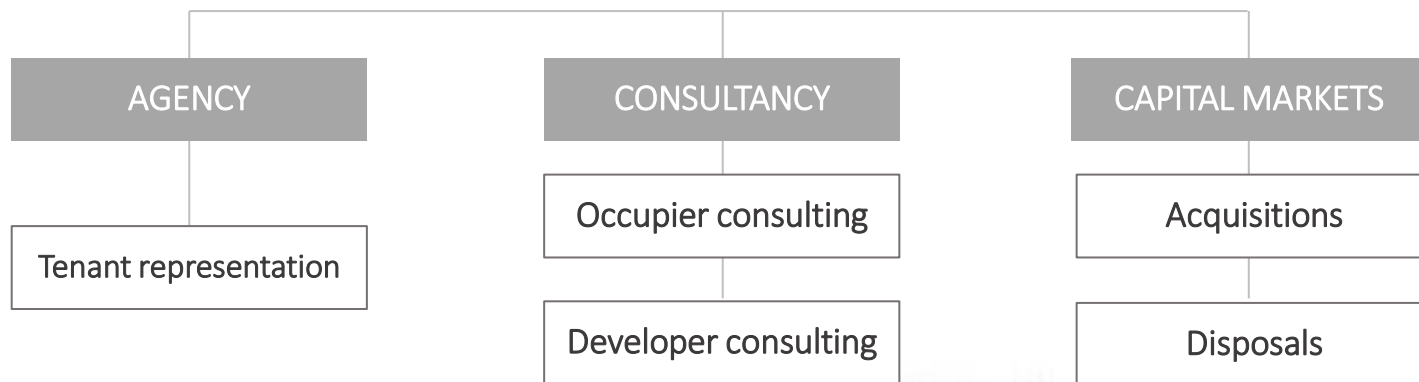 AGENCY
CONSULTANCY
CAPITAL MARKETS
Tenant representation
Occupier consulting
Developer consulting
Acquisitions
Disposals